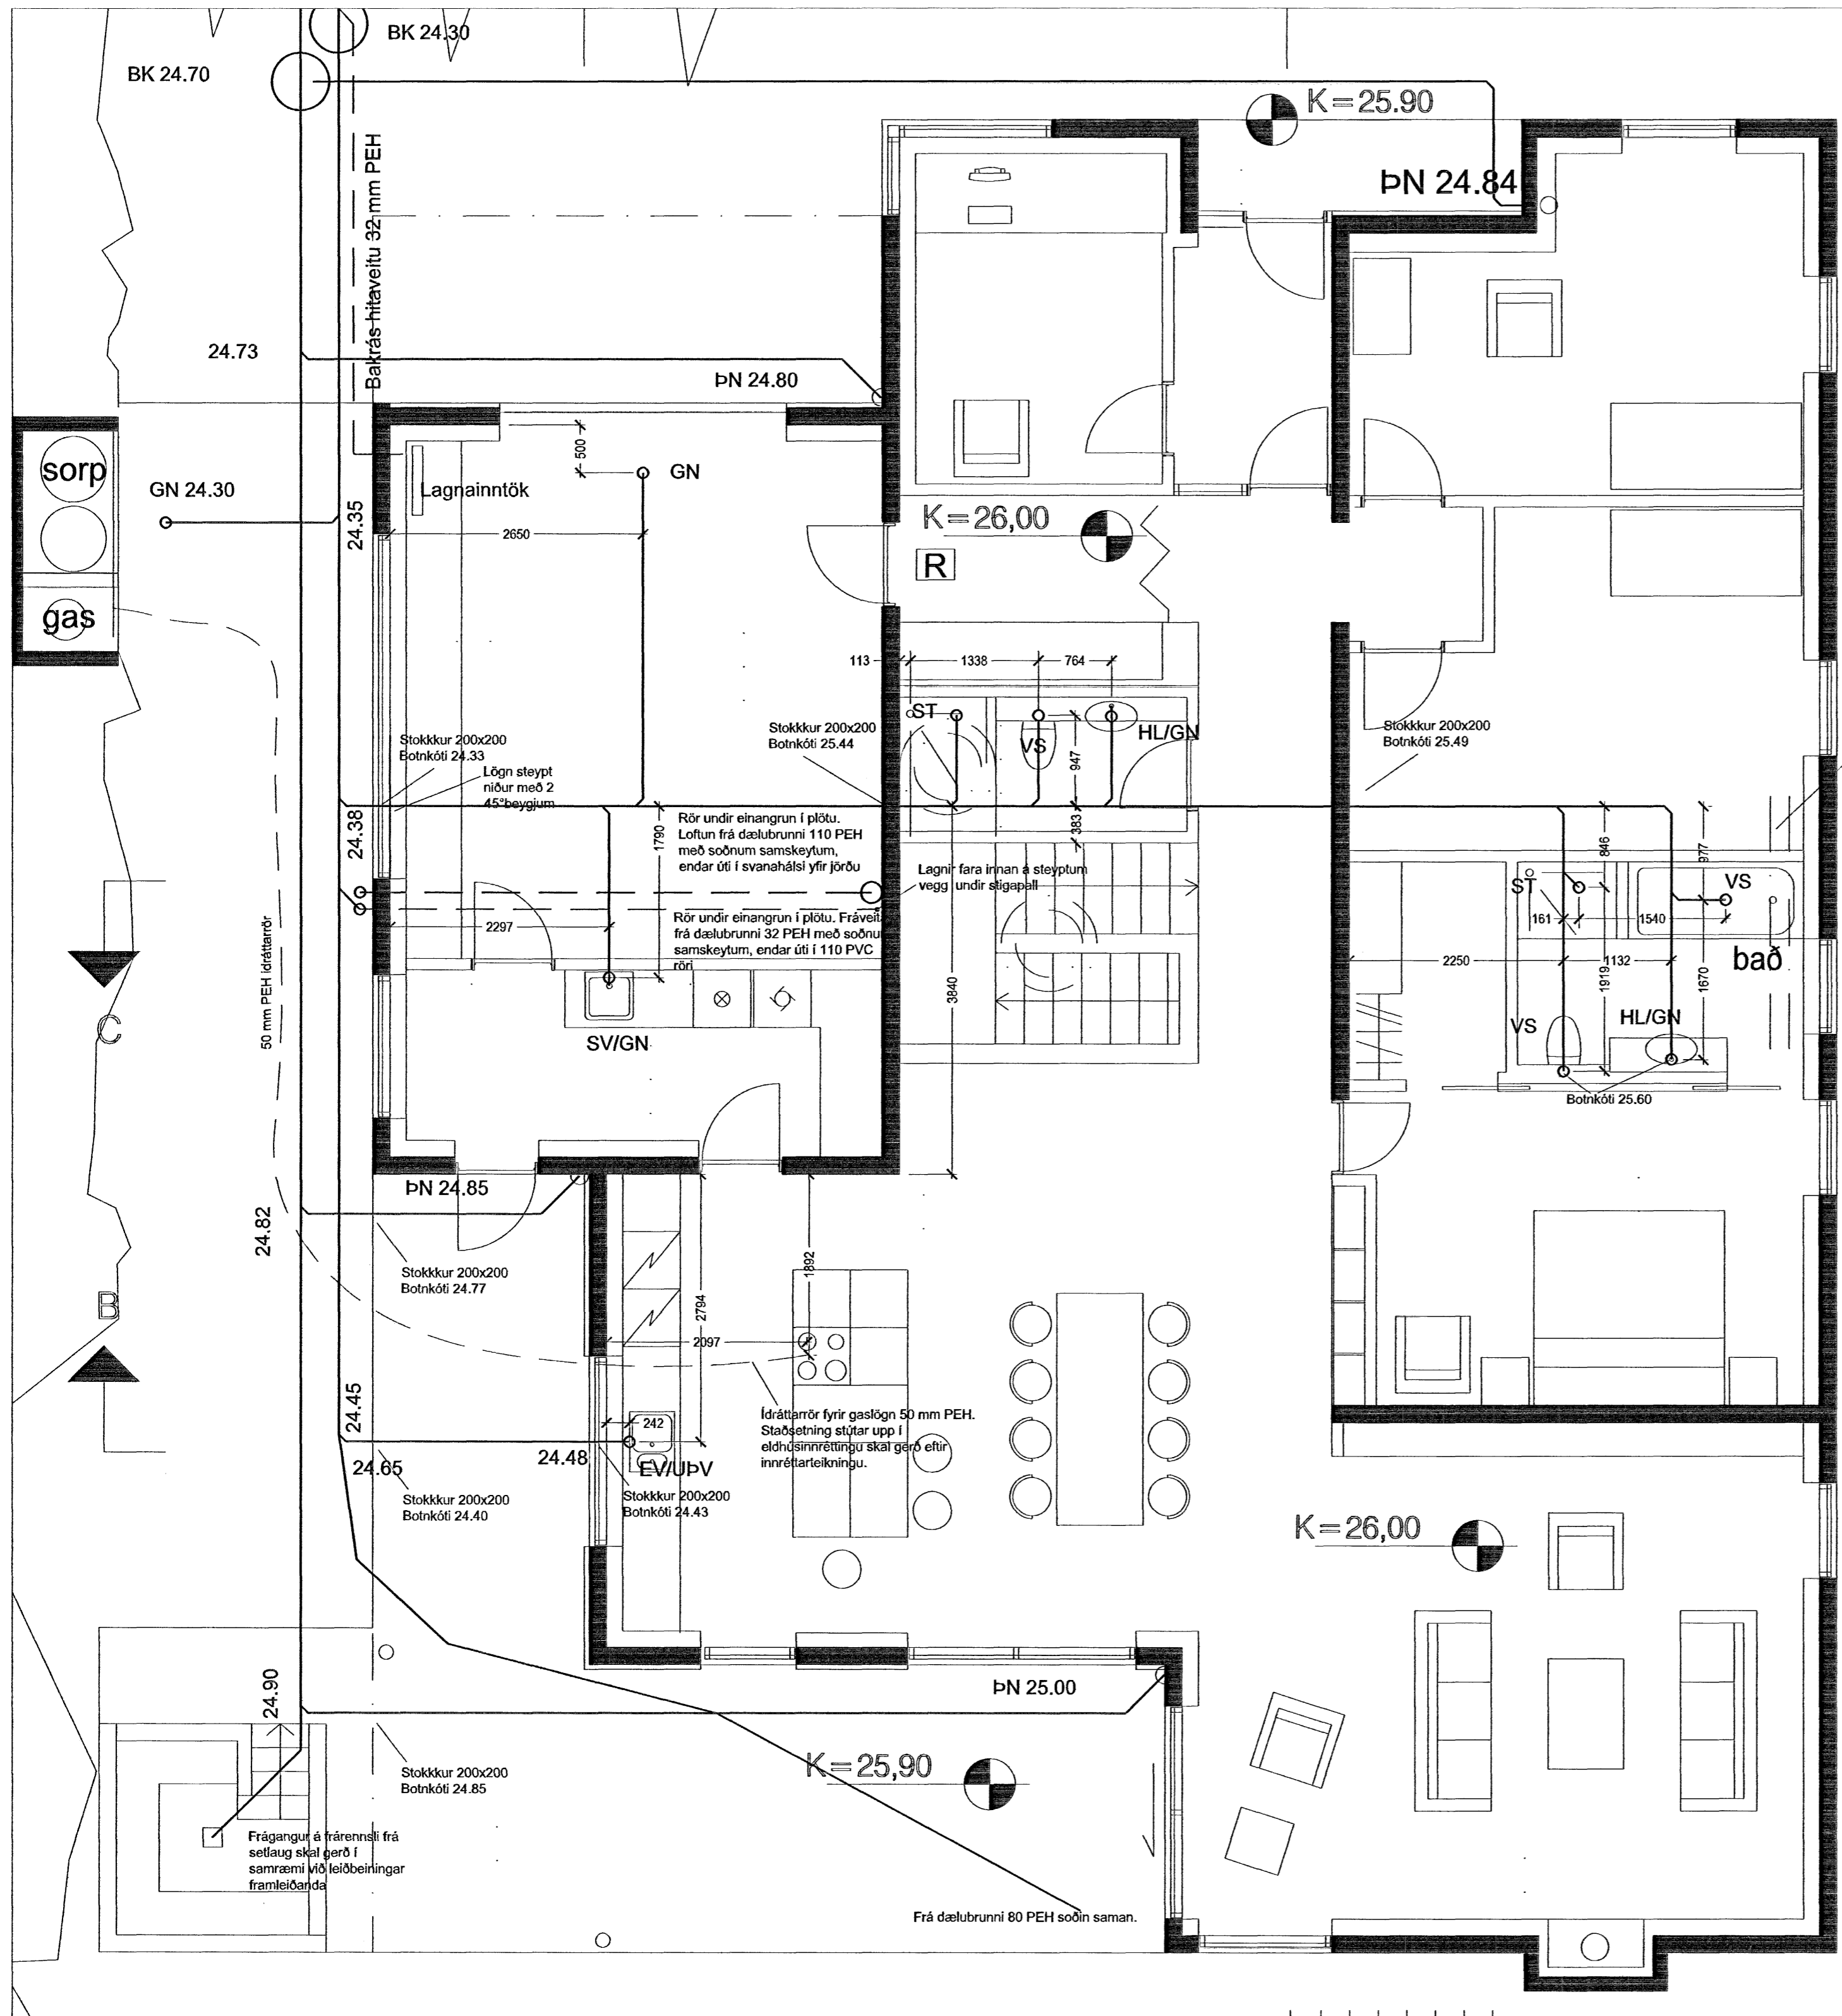 BK 24.30
BK 24.70
K=25.90
ÞN 24.84
Bakrás hitaveitu 32 mm PEH
24.73
ÞN 24.80
sorp
GN 24.30
gas
24.35
Lagnainntök
500
GN
2650
K=26,00
R
113
1338
764
ST
VS
HL/GN
947
383
Stokkkur 200x200
Botnkóti 24.33
Lögn steypt
niður með 2
45°beygjum
Stokkkur 200x200
Botnkóti 25.44
Stokkkur 200x200
Botnkóti 25.49
24.38
1790
Rör undir einangrun í plötu.
Loftun frá dælubrunni 110 PEH
með soðnum samskeytum,
endar úti í svanahálsi yfir jörðu
Lagnir fara innan á steyptum
vegg undir stigapall
Rör undir einangrun í plötu. Fráveit
frá dælubrunni 32 PEH með soðnu
samskeytum, endar úti í 110 PVC
röri
2297
3840
SV/GN
846
977
ST
VS
161
1540
2250
1132
1919
1670
bað
VS
HL/GN
Botnkóti 25.60
50 mm PEH ídráttarrör
C
B
ÞN 24.85
24.82
Stokkkur 200x200
Botnkóti 24.77
1892
2794
2097
24.45
242
Ídráttarrör fyrir gaslögn 50 mm PEH.
Staðsetning stútar upp í
eldhúsinnréttingu skal gerð eftir
innréttarteikningu.
24.65
24.48
EV/UÞV
Stokkkur 200x200
Botnkóti 24.40
Stokkkur 200x200
Botnkóti 24.43
K=26,00
24.90
ÞN 25.00
K=25,90
Stokkkur 200x200
Botnkóti 24.85
Frágangur á frárennsli frá
setlaug skal gerð í
samræmi við leiðbeiningar
framleiðanda
Frá dælubrunni 80 PEH soðin saman.